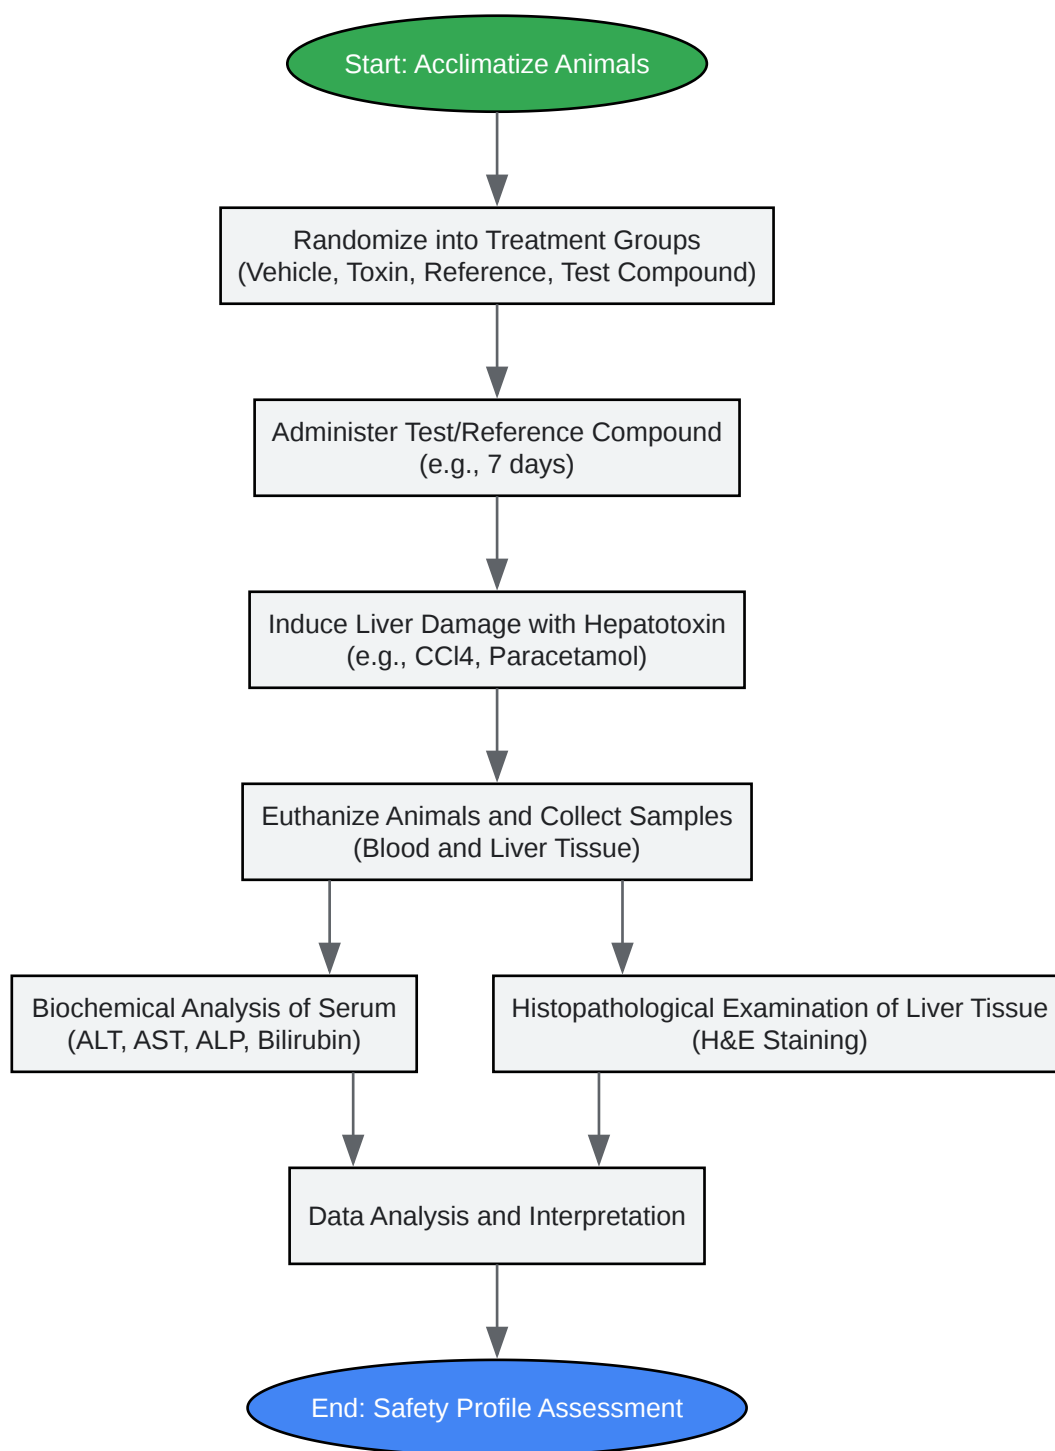 Start: Acclimatize Animals
Randomize into Treatment Groups
(Vehicle, Toxin, Reference, Test Compound)
Administer Test/Reference Compound
(e.g., 7 days)
Induce Liver Damage with Hepatotoxin
(e.g., CCl4, Paracetamol)
Euthanize Animals and Collect Samples
(Blood and Liver Tissue)
Biochemical Analysis of Serum
(ALT, AST, ALP, Bilirubin)
Histopathological Examination of Liver Tissue
(H&E Staining)
Data Analysis and Interpretation
End: Safety Profile Assessment